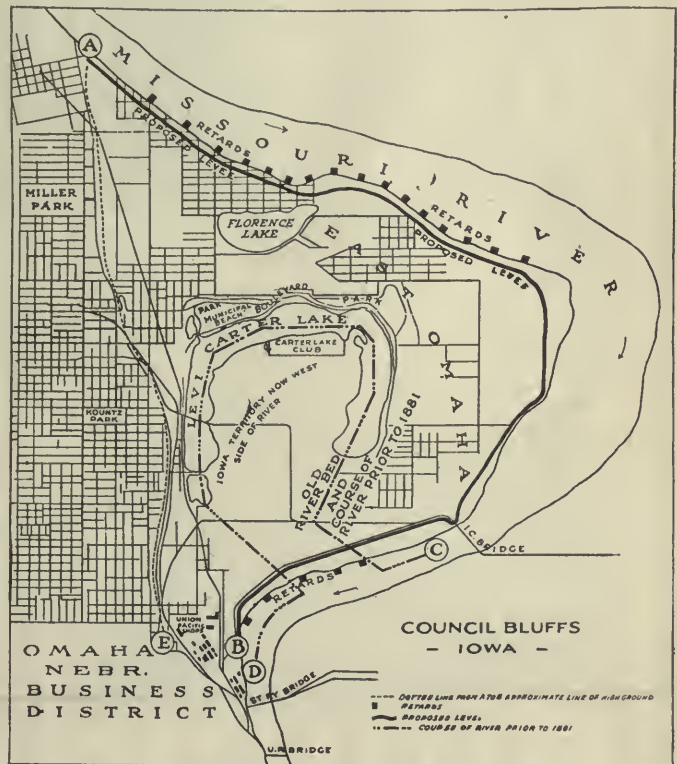 A
MISSOURI RIVER
RETARDS
PROPOSED LEVEE
RETARDS
PROPOSED LEVEE
MILLER
PARK
FLORENCE
LAKE
EAST OMAHA
PARK
MUNICIPAL
BEACH
BOULEVARD
PARK
LEVI CARTER LAKE
CARTER LAKE
CLUB
IOWA TERRITORY NOW WEST
SIDE OF RIVER
KOUNTZ
PARK
OLD
RIVER BED
AND
COURSE OF
RIVER PRIOR TO 1881
C
I.C. BRIDGE
RETARDS
UNION
PACIFIC
SHOPS
E
B
D
OMAHA
NEBR.
BUSINESS
DISTRICT
COUNCIL BLUFFS
- IOWA -
ST RY BRIDGE
U.P. BRIDGE
DOTTED LINE FROM A TO E APPROXIMATE LINE OF HIGH GROUND
RETARDS
PROPOSED LEVEE
COURSE OF RIVER PRIOR TO 1881